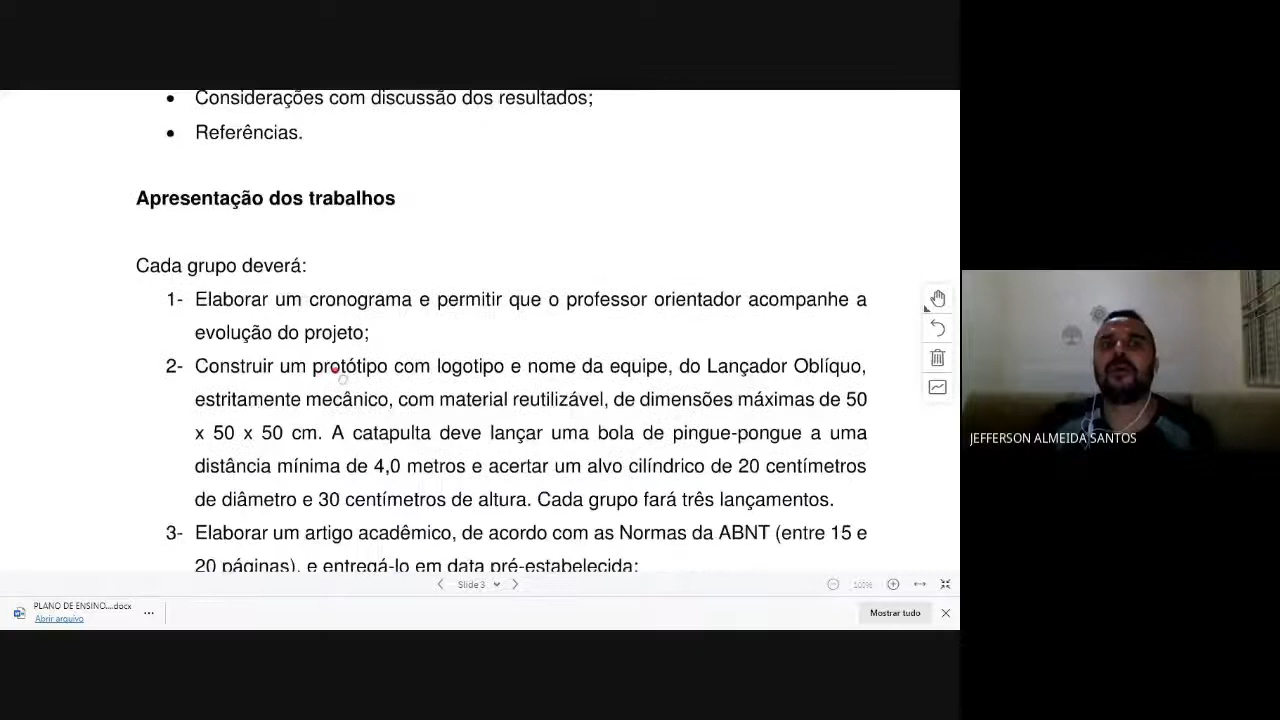 • Considerações com discussão dos resultados;
• Referências.
Apresentação dos trabalhos
Cada grupo deverá:
1- Elaborar um cronograma e permitir que o professor orientador acompanhe a
evolução do projeto;
2- Construir um protótipo com logotipo e nome da equipe, do Lançador Oblíquo,
estritamente mecânico, com material reutilizável, de dimensões máximas de 50
x 50 x 50 cm. A catapulta deve lançar uma bola de pingue-pongue a uma
distância mínima de 4,0 metros e acertar um alvo cilíndrico de 20 centímetros
de diâmetro e 30 centímetros de altura. Cada grupo fará três lançamentos.
3- Elaborar um artigo acadêmico, de acordo com as Normas da ABNT (entre 15 e
20 páginas), e entregá-lo em data pré-estabelecida;
Slide 3
100%
PLANO DE ENSINO....docx
Abrir arquivo
Mostrar tudo
JEFFERSON ALMEIDA SANTOS